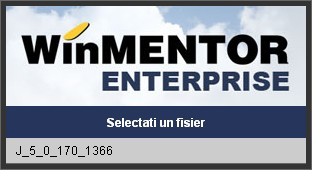 WinMENTOR
ENTERPRISE
Selectati un fisier
J_5_0_170_1366